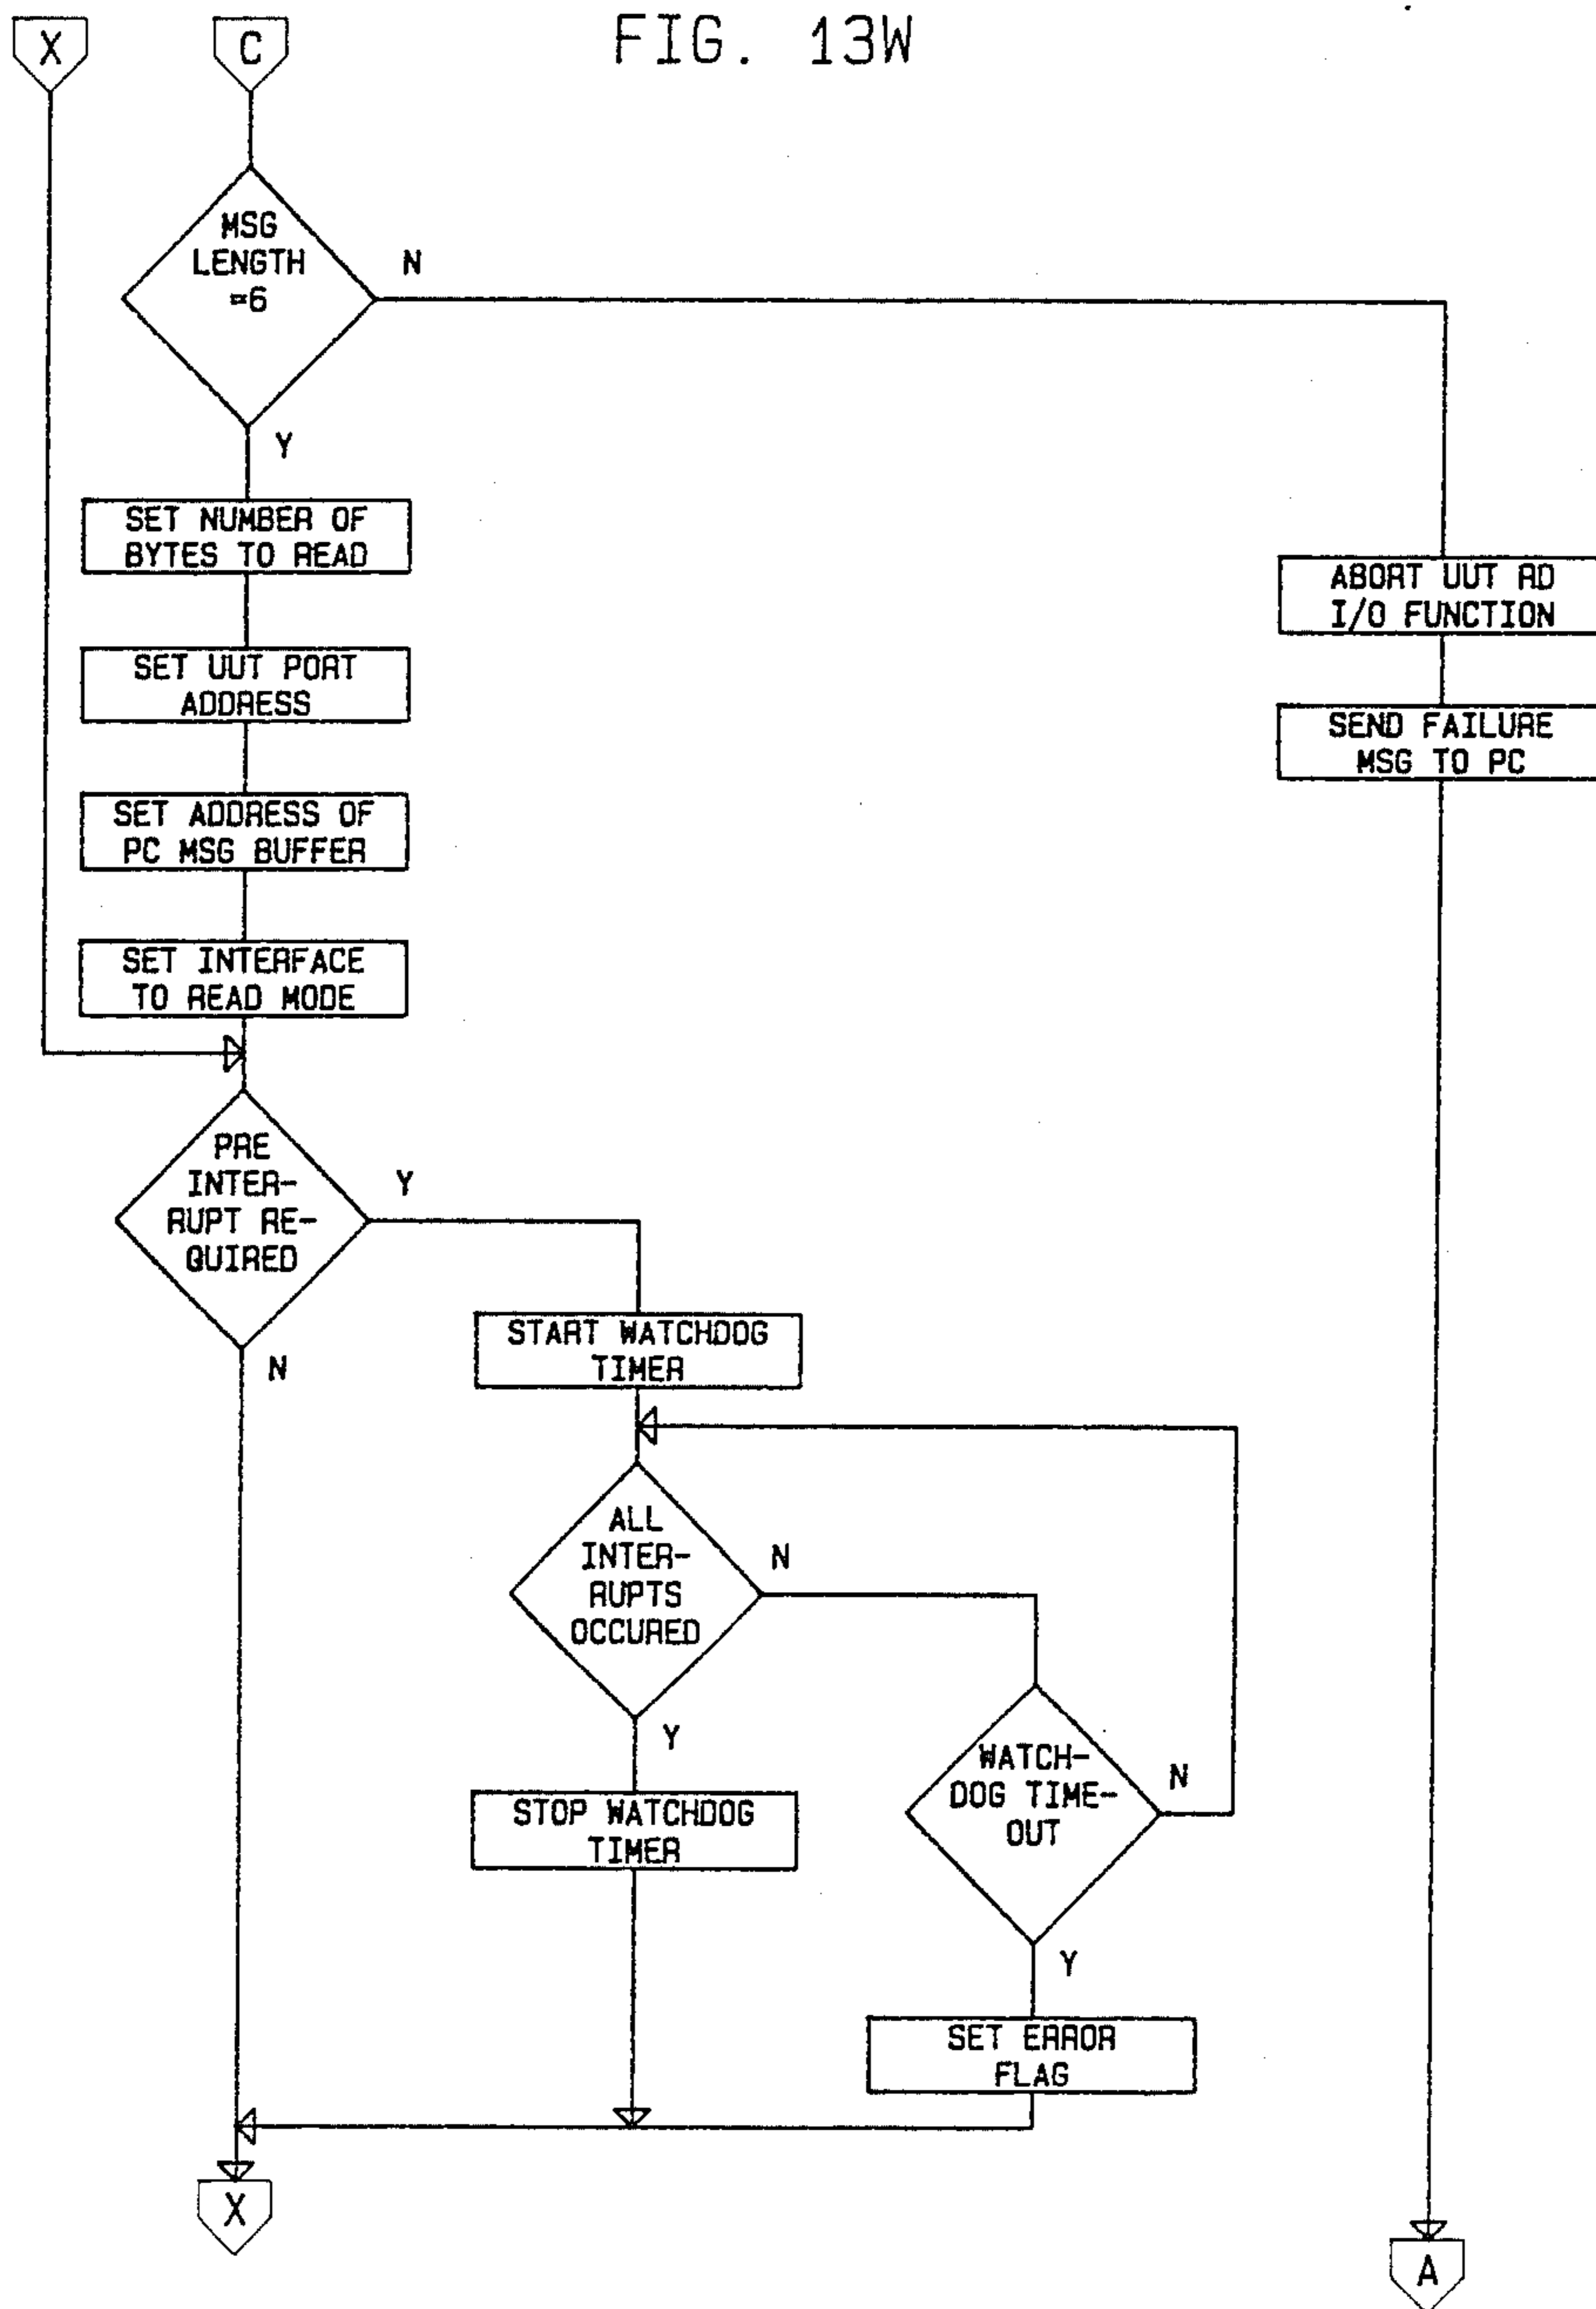 X
C
FIG. 13W
MSG
LENGTH
=6
N
Y
SET NUMBER OF
BYTES TO READ
ABORT UUT RD
I/O FUNCTION
SET UUT PORT
ADDRESS
SEND FAILURE
MSG TO PC
SET ADDRESS OF
PC MSG BUFFER
SET INTERFACE
TO READ MODE
PRE
INTER-
RUPT RE-
QUIRED
Y
N
START WATCHDOG
TIMER
ALL
INTER-
RUPTS
OCCURED
N
Y
WATCH-
DOG TIME-
OUT
N
Y
STOP WATCHDOG
TIMER
SET ERROR
FLAG
X
A